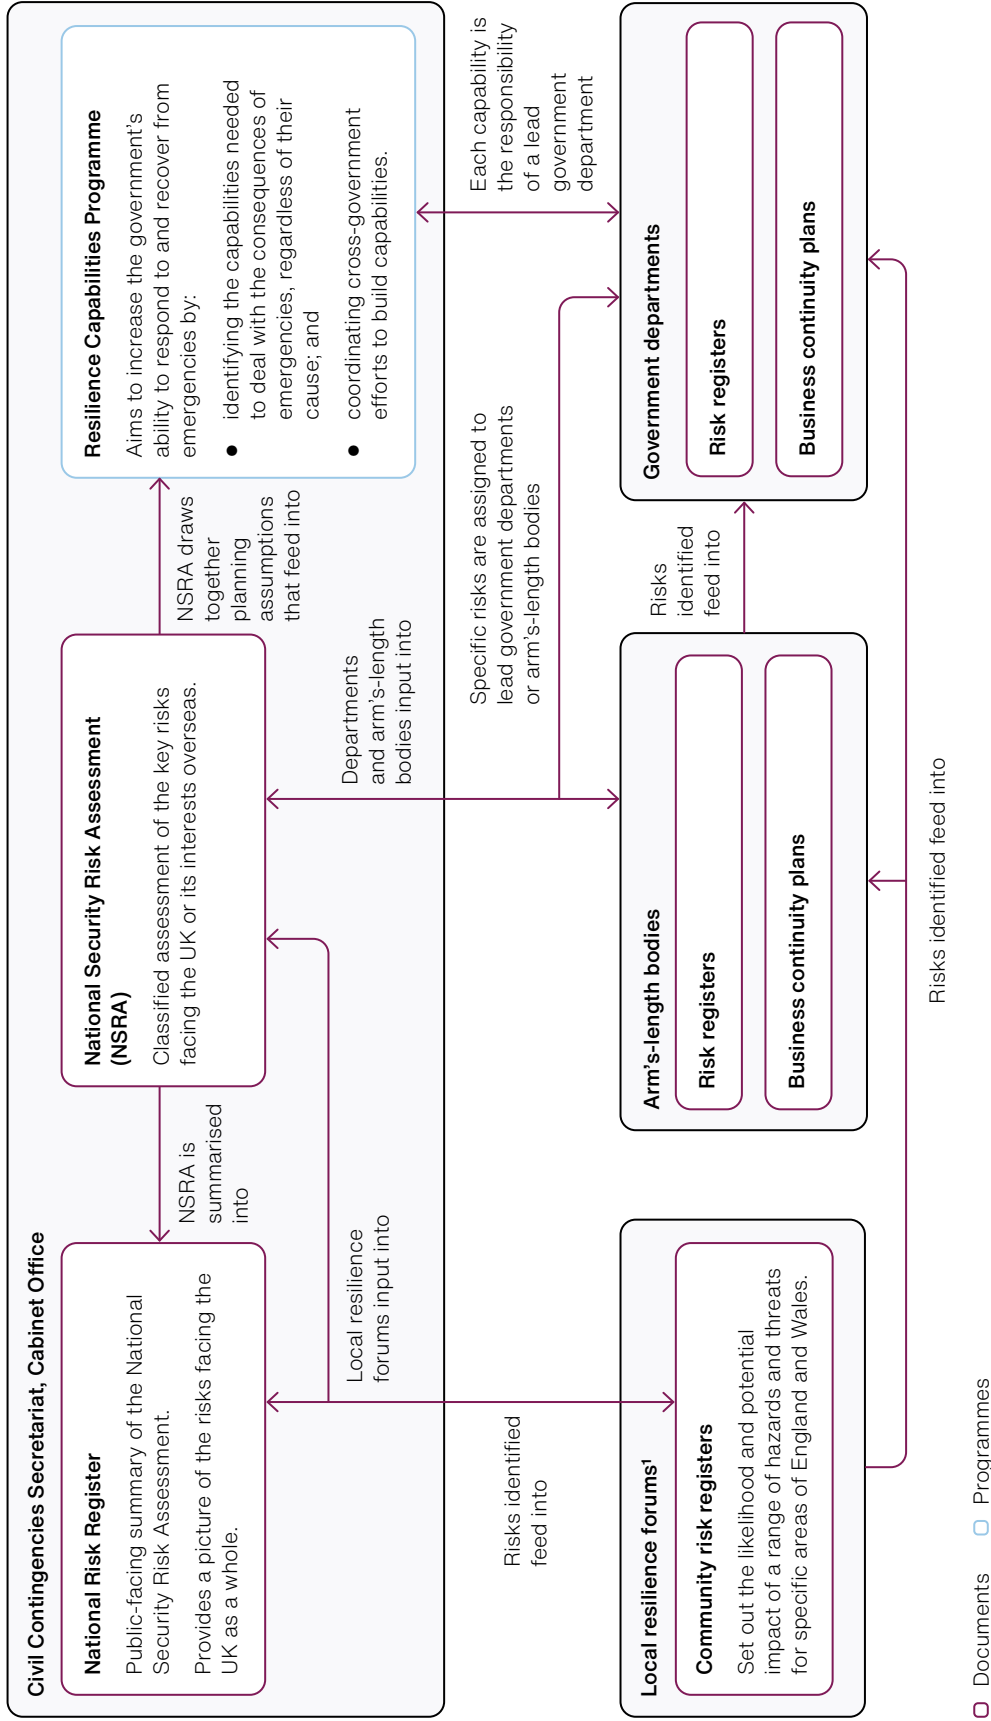 Civil Contingencies Secretariat, Cabinet Office
National Risk Register
Public-facing summary of the National
Security Risk Assessment.
Provides a picture of the risks facing the
UK as a whole.
NSRA is
summarised
into
National Security Risk Assessment
(NSRA)
Classified assessment of the key risks
facing the UK or its interests overseas.
NSRA draws
together
planning
assumptions
that feed into
Resilience Capabilities Programme
Aims to increase the government’s
ability to respond to and recover from
emergencies by:
● identifying the capabilities needed
to deal with the consequences of
emergencies, regardless of their
cause; and
● coordinating cross-government
efforts to build capabilities.
Local resilience
forums input into
Departments
and arm’s-length
bodies input into
Risks identified
feed into
Specific risks are assigned to
lead government departments
or arm’s-length bodies
Each capability is
the responsibility
of a lead
government
department
Local resilience forums¹
Community risk registers
Set out the likelihood and potential
impact of a range of hazards and threats
for specific areas of England and Wales.
Arm’s-length bodies
Risk registers
Business continuity plans
Risks
identified
feed into
Government departments
Risk registers
Business continuity plans
Risks identified feed into
Documents
Programmes